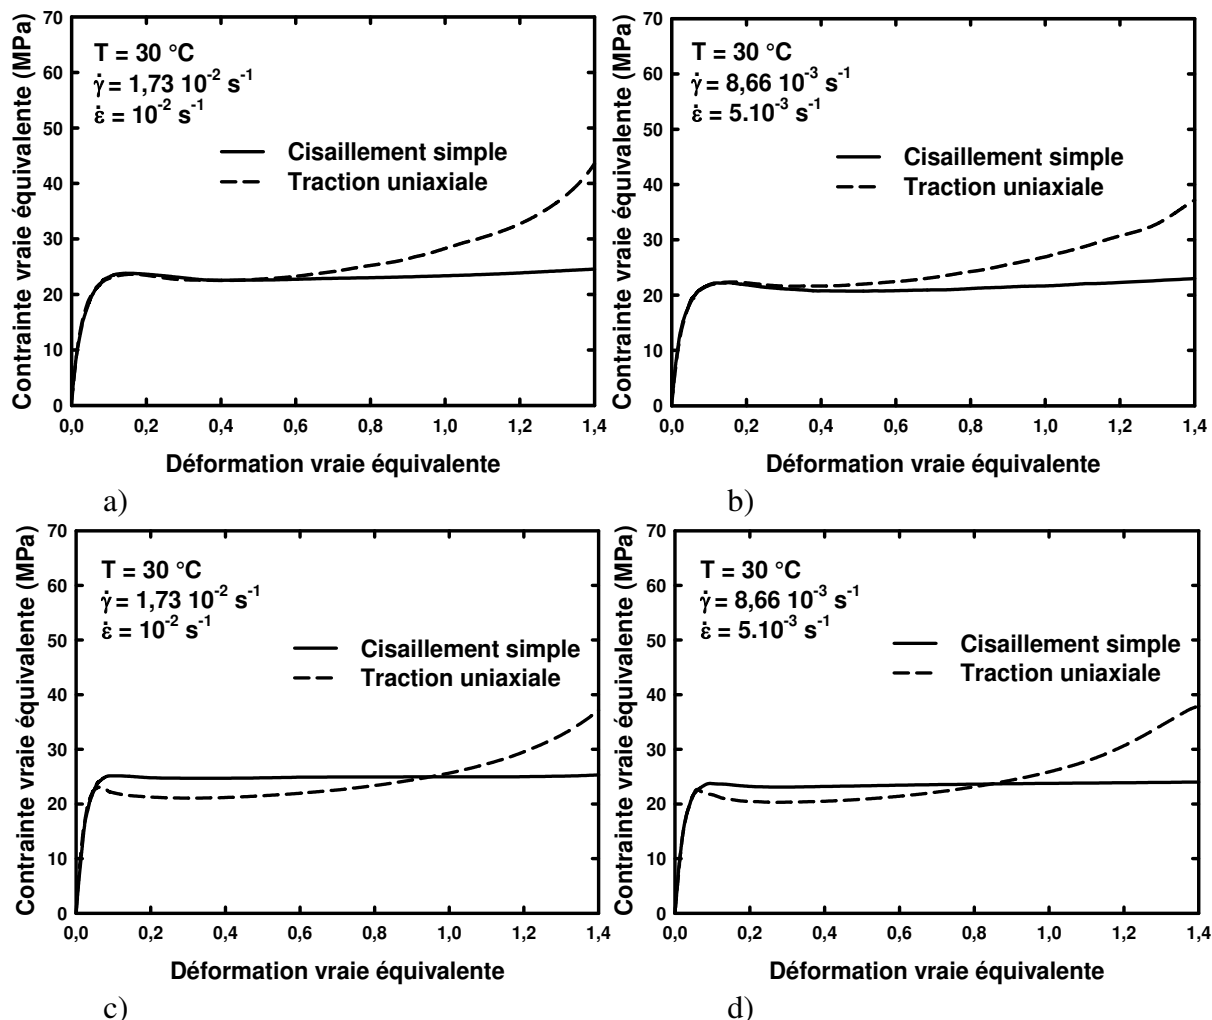 Contrainte vraie équivalente (MPa)
70
60
50
40
30
20
10
0
T = 30 °C
γ̇ = 1,73 10⁻² s⁻¹
ε̇ = 10⁻² s⁻¹
Cisaillement simple
Traction uniaxiale
0,0 0,2 0,4 0,6 0,8 1,0 1,2 1,4
Déformation vraie équivalente
a)
Contrainte vraie équivalente (MPa)
70
60
50
40
30
20
10
0
T = 30 °C
γ̇ = 8,66 10⁻³ s⁻¹
ε̇ = 5.10⁻³ s⁻¹
Cisaillement simple
Traction uniaxiale
0,0 0,2 0,4 0,6 0,8 1,0 1,2 1,4
Déformation vraie équivalente
b)
Contrainte vraie équivalente (MPa)
70
60
50
40
30
20
10
0
T = 30 °C
γ̇ = 1,73 10⁻² s⁻¹
ε̇ = 10⁻² s⁻¹
Cisaillement simple
Traction uniaxiale
0,0 0,2 0,4 0,6 0,8 1,0 1,2 1,4
Déformation vraie équivalente
c)
Contrainte vraie équivalente (MPa)
70
60
50
40
30
20
10
0
T = 30 °C
γ̇ = 8,66 10⁻³ s⁻¹
ε̇ = 5.10⁻³ s⁻¹
Cisaillement simple
Traction uniaxiale
0,0 0,2 0,4 0,6 0,8 1,0 1,2 1,4
Déformation vraie équivalente
d)